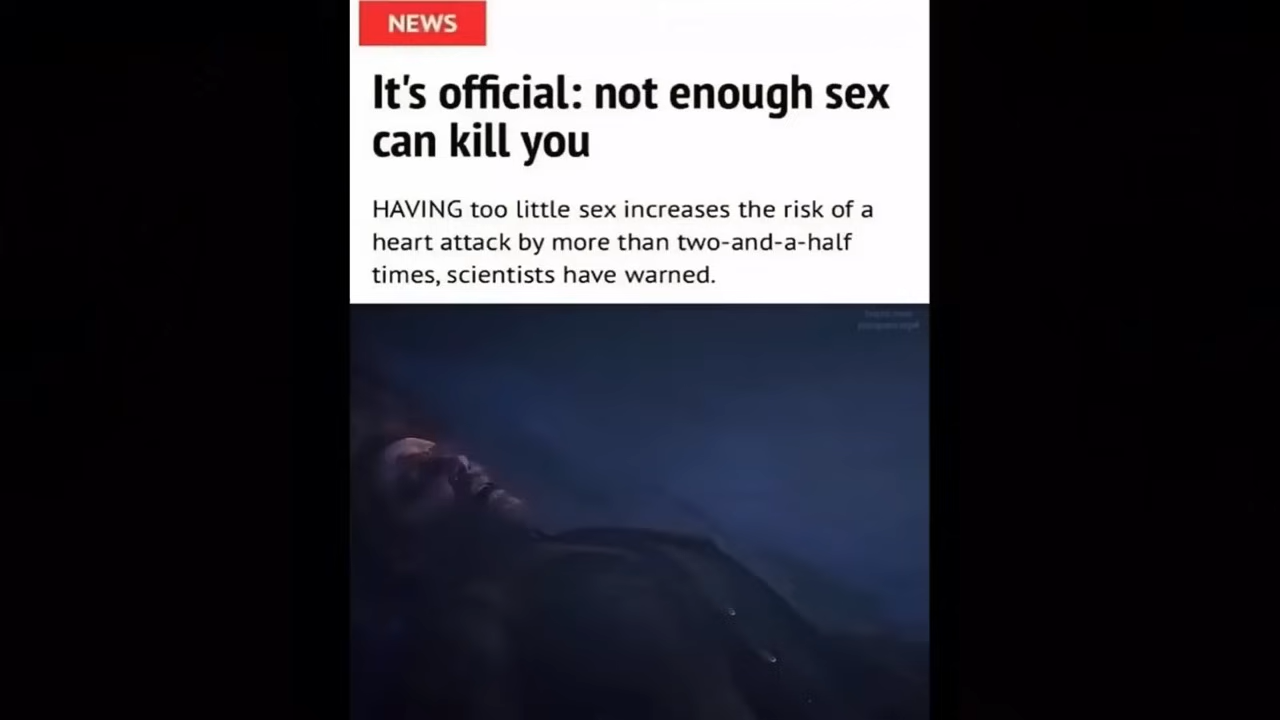 NEWS
It's official: not enough sex
can kill you
HAVING too little sex increases the risk of a
heart attack by more than two-and-a-half
times, scientists have warned.